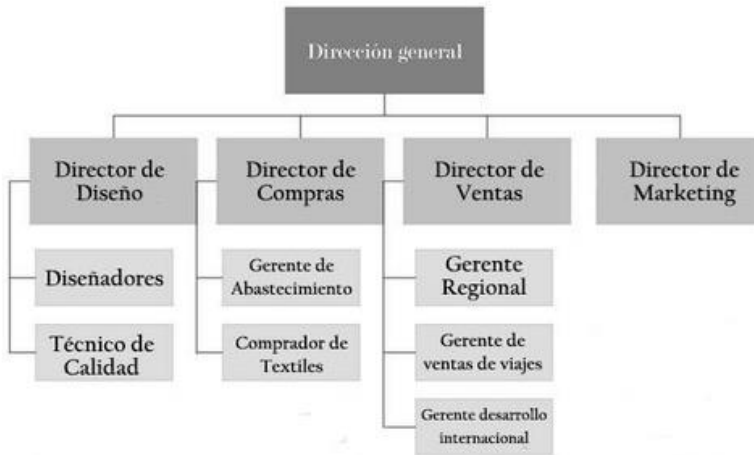 Dirección general
Director de
Diseño
Director de
Compras
Director de
Ventas
Director de
Marketing
Diseñadores
Técnico de
Calidad
Gerente de
Abastecimiento
Comprador de
Textiles
Gerente
Regional
Gerente de
ventas de viajes
Gerente desarrollo
internacional